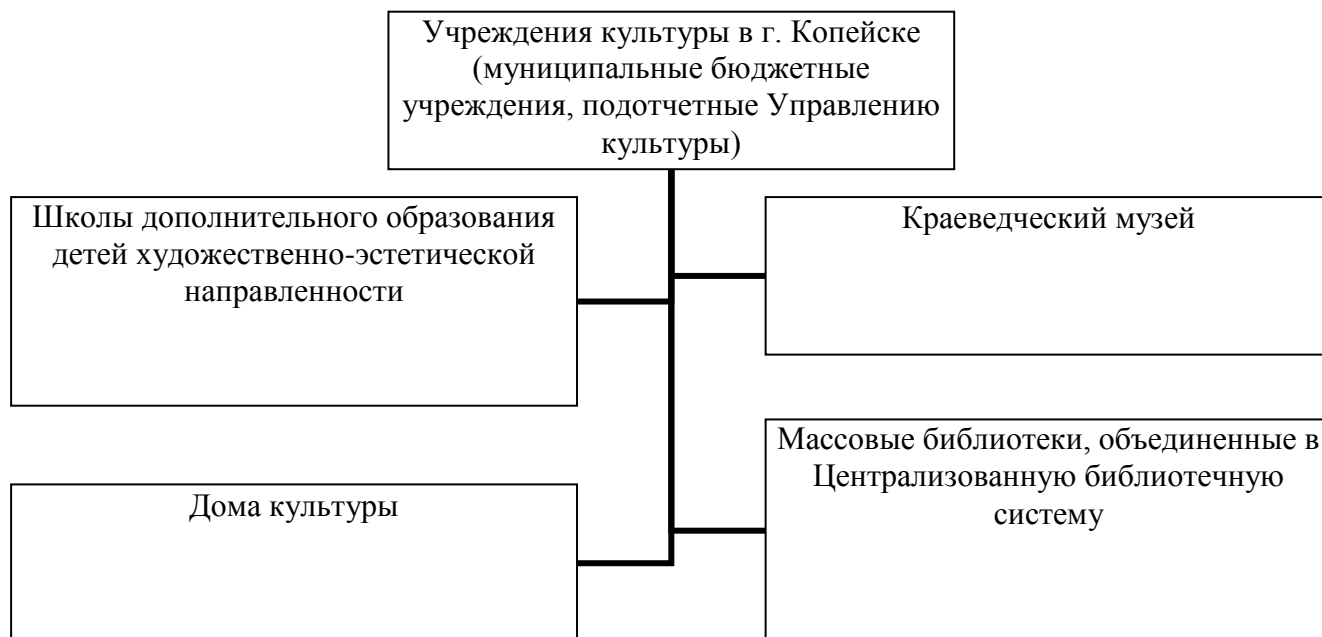 Учреждения культуры в г. Копейске
(муниципальные бюджетные
учреждения, подотчетные Управлению
культуры)
Школы дополнительного образования
детей художественно-эстетической
направленности
Краеведческий музей
Дома культуры
Массовые библиотеки, объединенные в
Централизованную библиотечную
систему